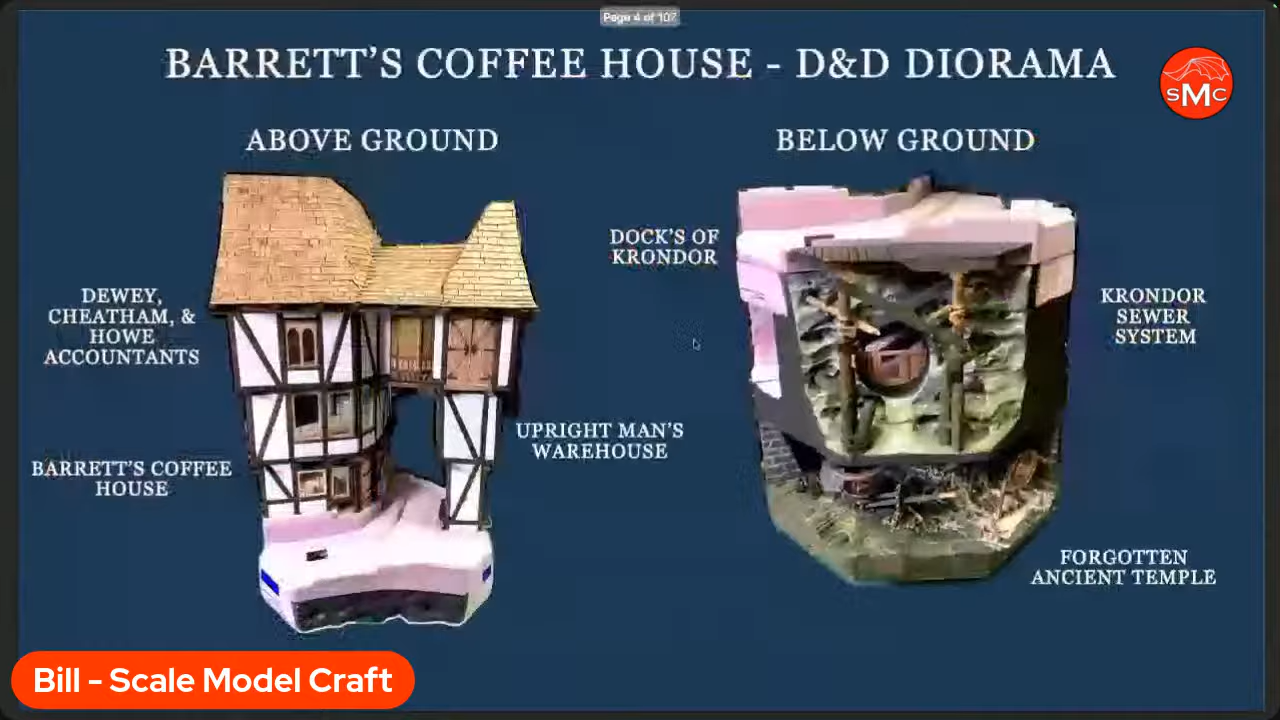 Page 4 of 107
BARRETT'S COFFEE HOUSE - D&D DIORAMA
SMC
ABOVE GROUND
BELOW GROUND
DOCK'S OF
KRONDOR
DEWEY,
CHEATHAM, &
HOWE
ACCOUNTANTS
KRONDOR
SEWER
SYSTEM
UPRIGHT MAN'S
WAREHOUSE
BARRETT'S COFFEE
HOUSE
FORGOTTEN
ANCIENT TEMPLE
Bill - Scale Model Craft